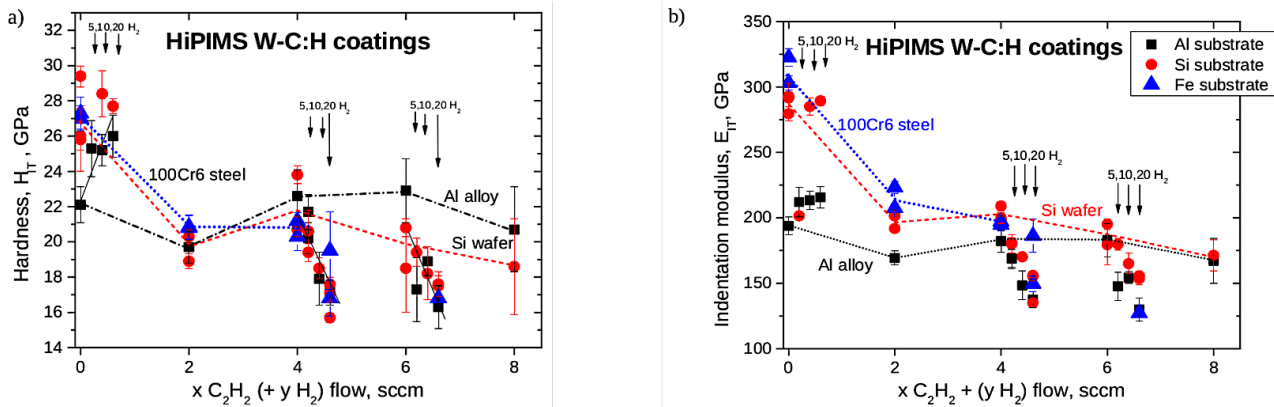 a)
HiPIMS W-C:H coatings
5,10,20 H₂
5,10,20 H₂
5,10,20 H₂
100Cr6 steel
Al alloy
Si wafer
Hardness, H_IT , GPa
32
30
28
26
24
22
20
18
16
14
0 2 4 6 8
x C₂H₂ (+ y H₂) flow, sccm
b)
HiPIMS W-C:H coatings
5,10,20 H₂
Al substrate
Si substrate
Fe substrate
100Cr6 steel
5,10,20 H₂
5,10,20 H₂
Si wafer
Al alloy
Indentation modulus, E_IT, GPa
350
300
250
200
150
100
0 2 4 6 8
x C₂H₂ + (y H₂) flow, sccm